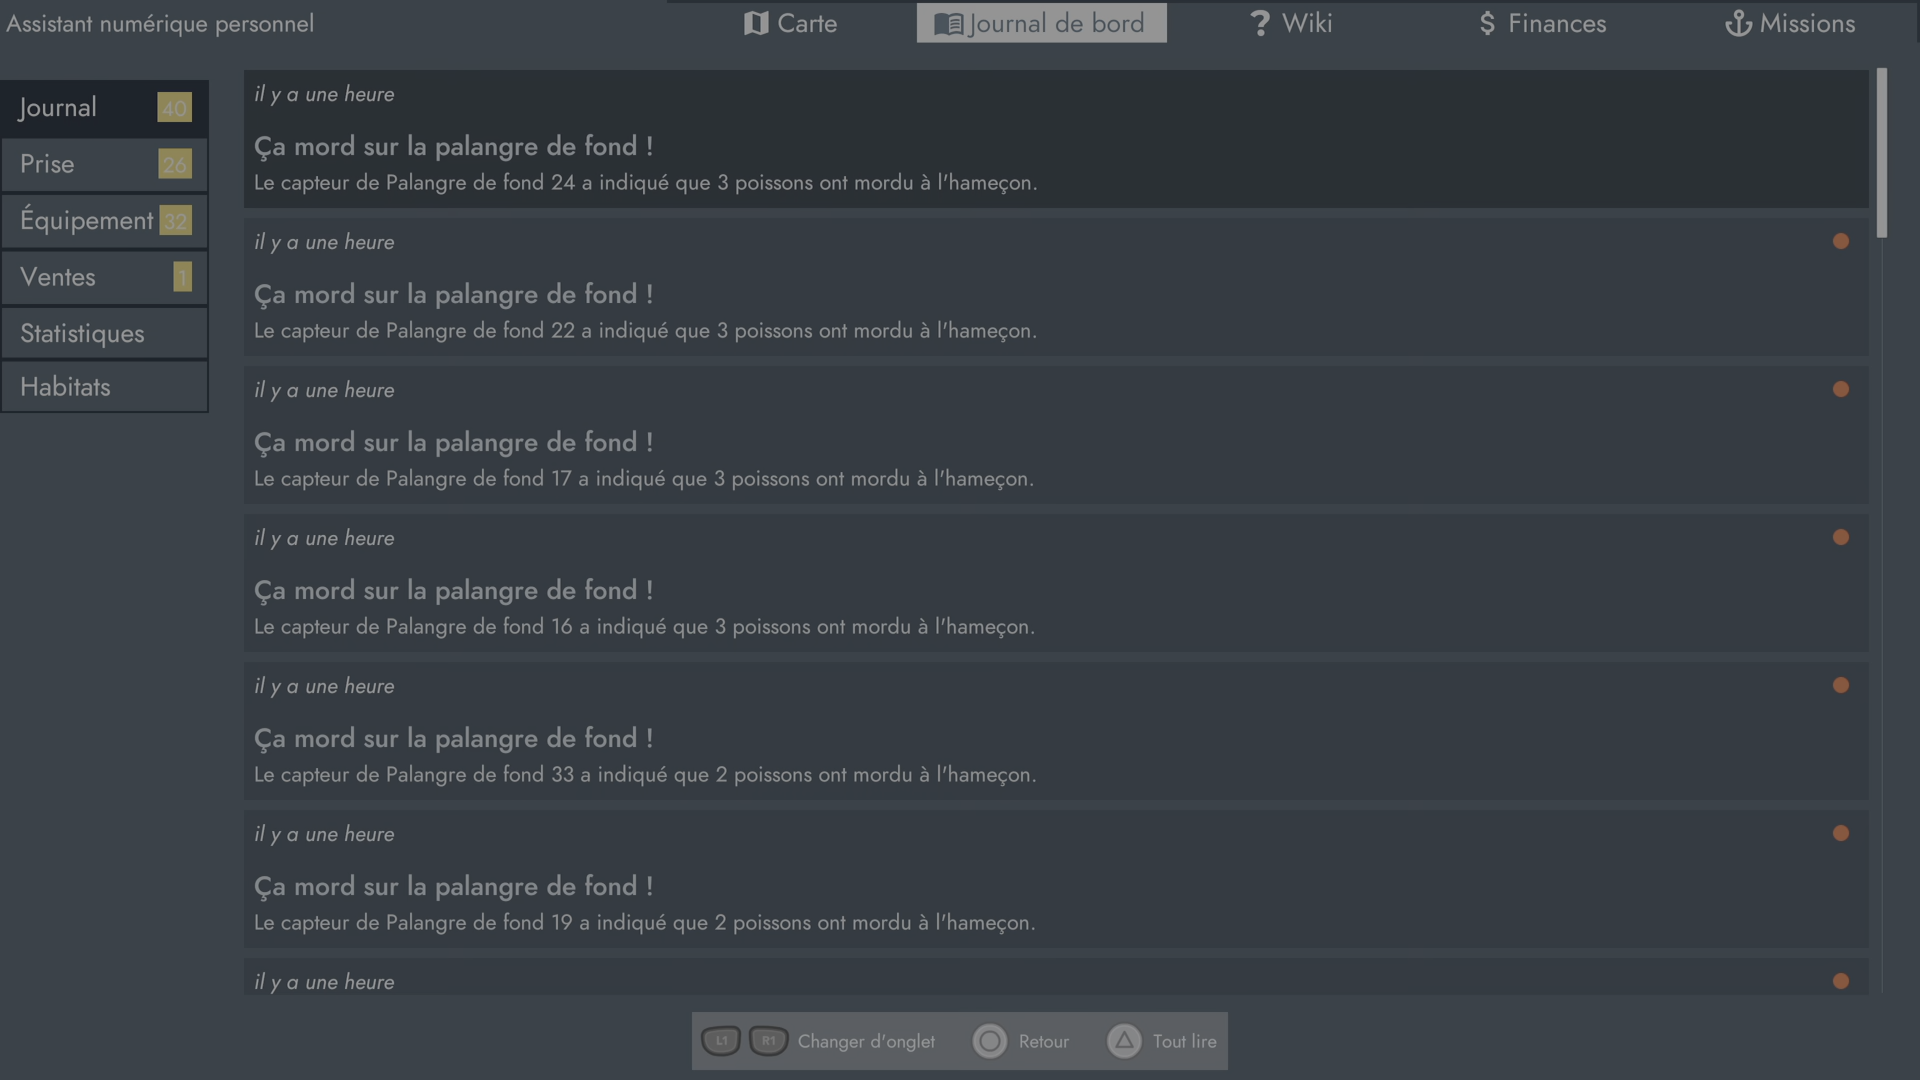 Assistant numérique personnel
Carte
Journal de bord
? Wiki
$ Finances
Missions
Journal 40
Prise 26
Équipement 32
Ventes 1
Statistiques
Habitats
il y a une heure
Ça mord sur la palangre de fond !
Le capteur de Palangre de fond 24 a indiqué que 3 poissons ont mordu à l'hameçon.
il y a une heure
Ça mord sur la palangre de fond !
Le capteur de Palangre de fond 22 a indiqué que 3 poissons ont mordu à l'hameçon.
il y a une heure
Ça mord sur la palangre de fond !
Le capteur de Palangre de fond 17 a indiqué que 3 poissons ont mordu à l'hameçon.
il y a une heure
Ça mord sur la palangre de fond !
Le capteur de Palangre de fond 16 a indiqué que 3 poissons ont mordu à l'hameçon.
il y a une heure
Ça mord sur la palangre de fond !
Le capteur de Palangre de fond 33 a indiqué que 2 poissons ont mordu à l'hameçon.
il y a une heure
Ça mord sur la palangre de fond !
Le capteur de Palangre de fond 19 a indiqué que 2 poissons ont mordu à l'hameçon.
il y a une heure
L1 R1 Changer d'onglet Retour Tout lire